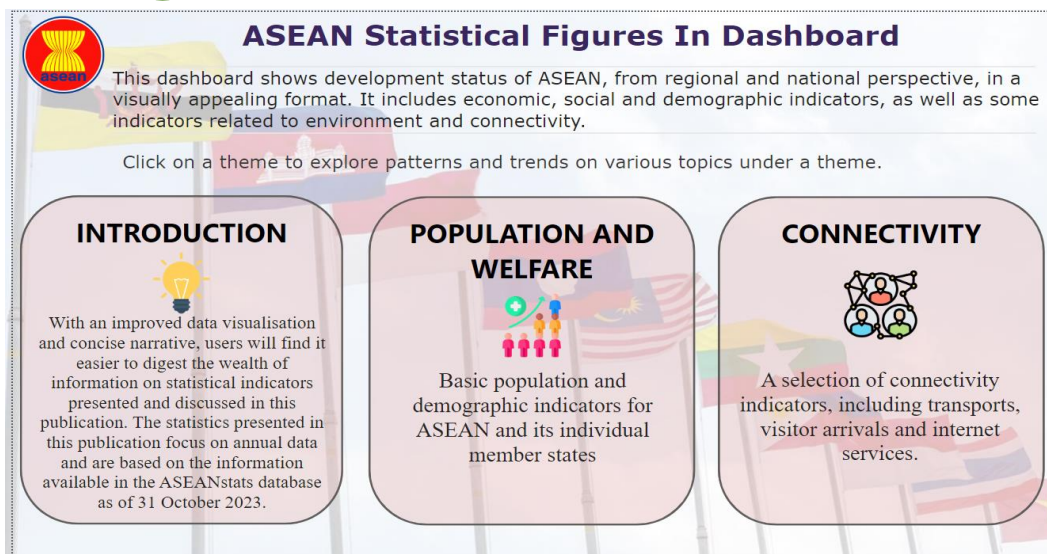 ASEAN Statistical Figures In Dashboard
asean
This dashboard shows development status of ASEAN, from regional and national perspective, in a
visually appealing format. It includes economic, social and demographic indicators, as well as some
indicators related to environment and connectivity.
Click on a theme to explore patterns and trends on various topics under a theme.
INTRODUCTION
With an improved data visualisation
and concise narrative, users will find it
easier to digest the wealth of
information on statistical indicators
presented and discussed in this
publication. The statistics presented in
this publication focus on annual data
and are based on the information
available in the ASEANstats database
as of 31 October 2023.
POPULATION AND
WELFARE
Basic population and
demographic indicators for
ASEAN and its individual
member states
CONNECTIVITY
A selection of connectivity
indicators, including transports,
visitor arrivals and internet
services.